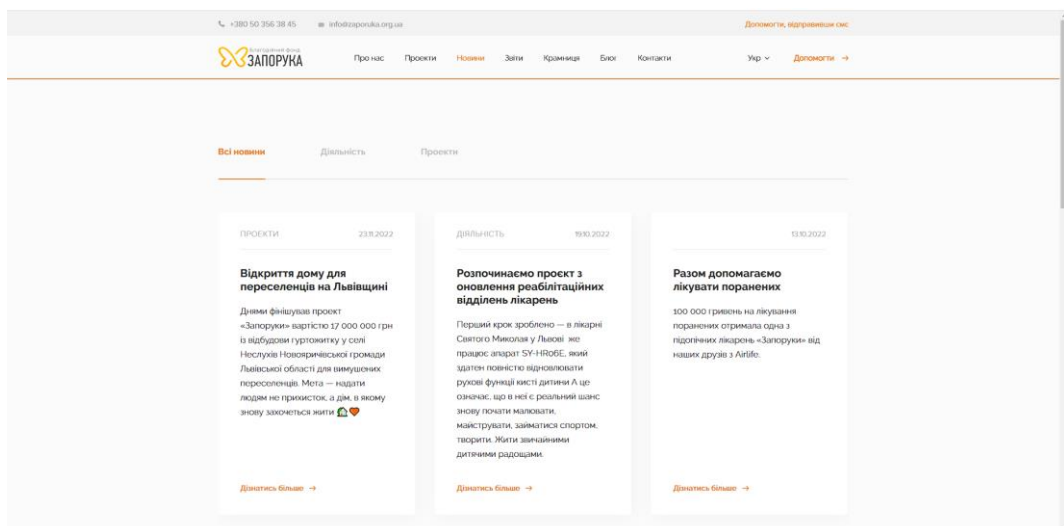 +380 50 356 38 45
info@zaporuka.org.ua
Допомогти, відправивши смс
Благодійний фонд
ЗАПОРУКА
Про нас
Проекти
Новини
Звіти
Крамниця
Блог
Контакти
Укр
Допомогти →
Всі новини
Діяльність
Проекти
ПРОЕКТИ
23.11.2022
Відкриття дому для
переселенців на Львівщині
Днями фінішував проект
«Запоруки» вартістю 17 000 000 грн
із відбудови гуртожитку у селі
Неслухів Новояричівської громади
Львівської області для вимушених
переселенців. Мета — надати
людям не прихисток, а дім, в якому
знову захочеться жити 🏡🧡
Дізнатись більше →
ДІЯЛЬНІСТЬ
19.10.2022
Розпочинаємо проєкт з
оновлення реабілітаційних
відділень лікарень
Перший крок зроблено — в лікарні
Святого Миколая у Львові же
працює апарат SY-HR06E, який
здатен повністю відновлювати
рухові функції кисті дитини А це
означає, що в неї є реальний шанс
знову почати малювати,
майструвати, займатися спортом,
творити. Жити звичайними
дитячими радощами.
Дізнатись більше →
13.10.2022
Разом допомагаємо
лікувати поранених
100 000 гривень на лікування
поранених отримала одна з
підопічних лікарень «Запоруки» від
наших друзів з Airlife.
Дізнатись більше →